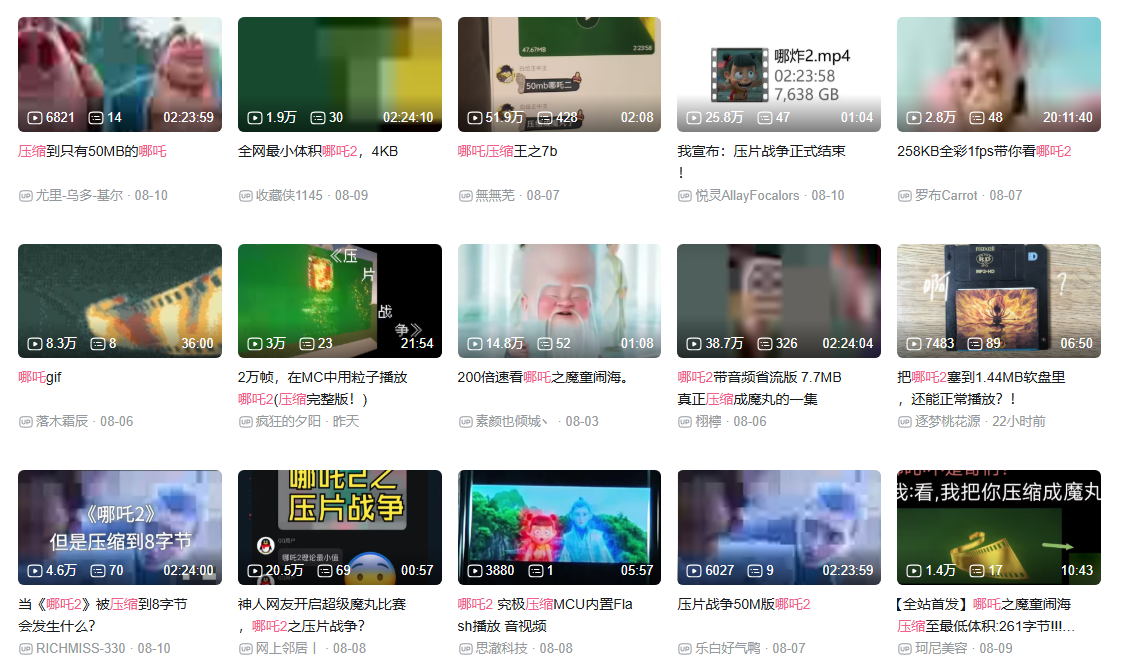 6821 14 02:23:59
压缩到只有50MB的哪吒
尤里-乌多-基尔 · 08-10
1.9万 30 02:24:10
全网最小体积哪吒2，4KB
收藏侠1145 · 08-09
47.67MB
2:23:58
50mb哪吒二
51.9万 428 02:08
哪吒压缩王之7b
無無芜 · 08-07
哪炸2.mp4
02:23:58
7,638 GB
25.8万 47 01:04
我宣布：压片战争正式结束
！
悦灵AllayFocalors · 08-10
2.8万 48 20:11:40
258KB全彩1fps带你看哪吒2
罗布Carrot · 08-07
8.3万 8 36:00
哪吒gif
落木霜辰 · 08-06
《压
片
战
争》
3万 23 21:54
2万帧，在MC中用粒子播放
哪吒2(压缩完整版！)
疯狂的夕阳 · 昨天
14.8万 52 01:08
200倍速看哪吒之魔童闹海。
素颜也倾城丶 · 08-03
38.7万 326 02:24:04
哪吒2带音频省流版 7.7MB
真正压缩成魔丸的一集
栩檸 · 08-06
maxell
RD
MF2-HD
啊 ?
7483 89 06:50
把哪吒2塞到1.44MB软盘里
，还能正常播放？！
逐梦桃花源 · 22小时前
《哪吒2》
但是压缩到8字节
4.6万 70 02:24:00
当《哪吒2》被压缩到8字节
会发生什么？
RICHMISS-330 · 08-10
哪吒2之
压片战争
QQ用户
哪吒2理论最小值
20.5万 69 00:57
神人网友开启超级魔丸比赛
，哪吒2之压片战争？
网上邻居丨 · 08-08
3880 1 05:57
哪吒2 究极压缩MCU内置Fla
sh播放 音视频
思澈科技 · 08-08
6027 9 02:23:59
压片战争50M版哪吒2
乐白好气鸭 · 08-07
我:看,我把你压缩成魔丸
1.4万 17 10:43
【全站首发】哪吒之魔童闹海
压缩至最低体积:261字节!!!…
珂尼美容 · 08-09